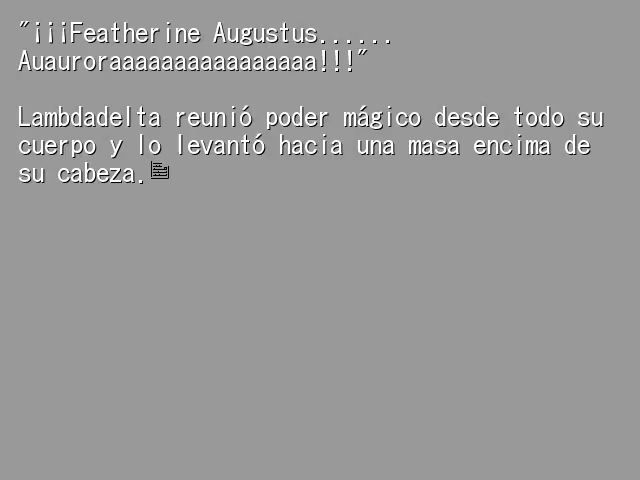 "¡¡¡Featherine Augustus......
Auauroraaaaaaaaaaaaaaaa!!!"
Lambdadelta reunió poder mágico desde todo su
cuerpo y lo levantó hacia una masa encima de
su cabeza.